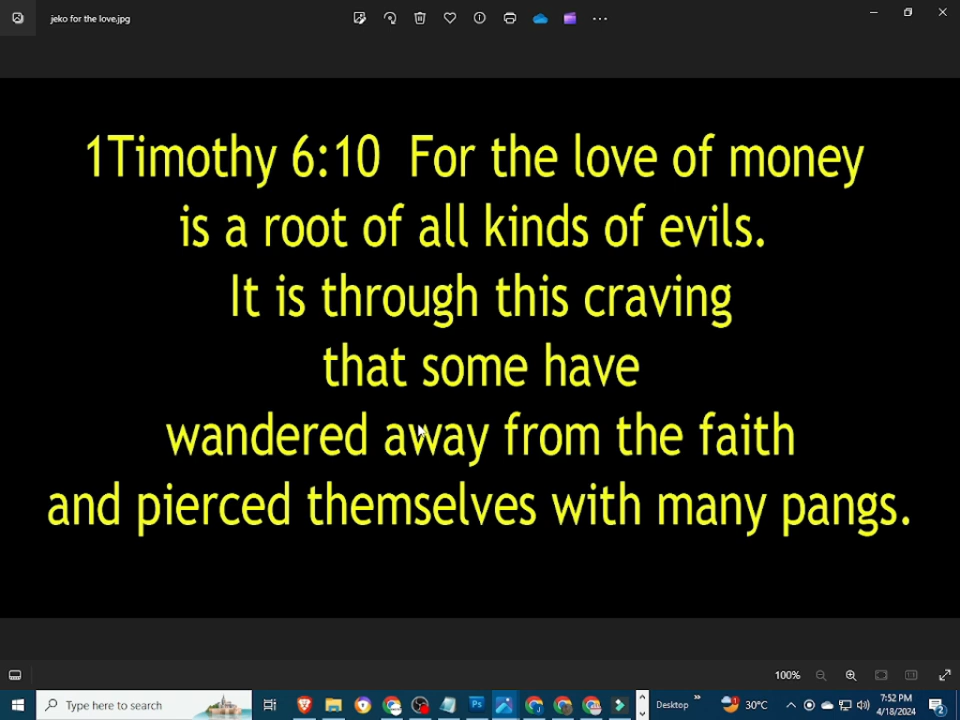 jeko for the love.jpg
1Timothy 6:10  For the love of money
is a root of all kinds of evils.
It is through this craving
that some have
wandered away from the faith
and pierced themselves with many pangs.
100%
Type here to search
Desktop
30°C
7:52 PM
4/18/2024
2